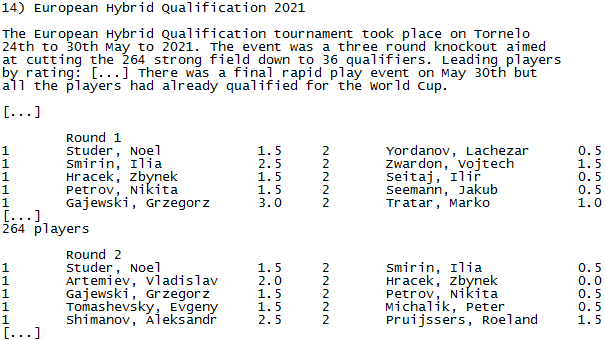 14) European Hybrid Qualification 2021
The European Hybrid Qualification tournament took place on Tornelo
24th to 30th May to 2021. The event was a three round knockout aimed
at cutting the 264 strong field down to 36 qualifiers. Leading players
by rating: [...] There was a final rapid play event on May 30th but
all the players had already qualified for the World Cup.
[...]
Round 1
1 Studer, Noel 1.5 2 Yordanov, Lachezar 0.5
1 Smirin, Ilia 2.5 2 Zwardon, Vojtech 1.5
1 Hracek, Zbynek 1.5 2 Seitaj, Ilir 0.5
1 Petrov, Nikita 1.5 2 Seemann, Jakub 0.5
1 Gajewski, Grzegorz 3.0 2 Tratar, Marko 1.0
[...]
264 players
Round 2
1 Studer, Noel 1.5 2 Smirin, Ilia 0.5
1 Artemiev, Vladislav 2.0 2 Hracek, Zbynek 0.0
1 Gajewski, Grzegorz 1.5 2 Petrov, Nikita 0.5
1 Tomashevsky, Evgeny 1.5 2 Michalik, Peter 0.5
1 Shimanov, Aleksandr 2.5 2 Pruijssers, Roeland 1.5
[...]